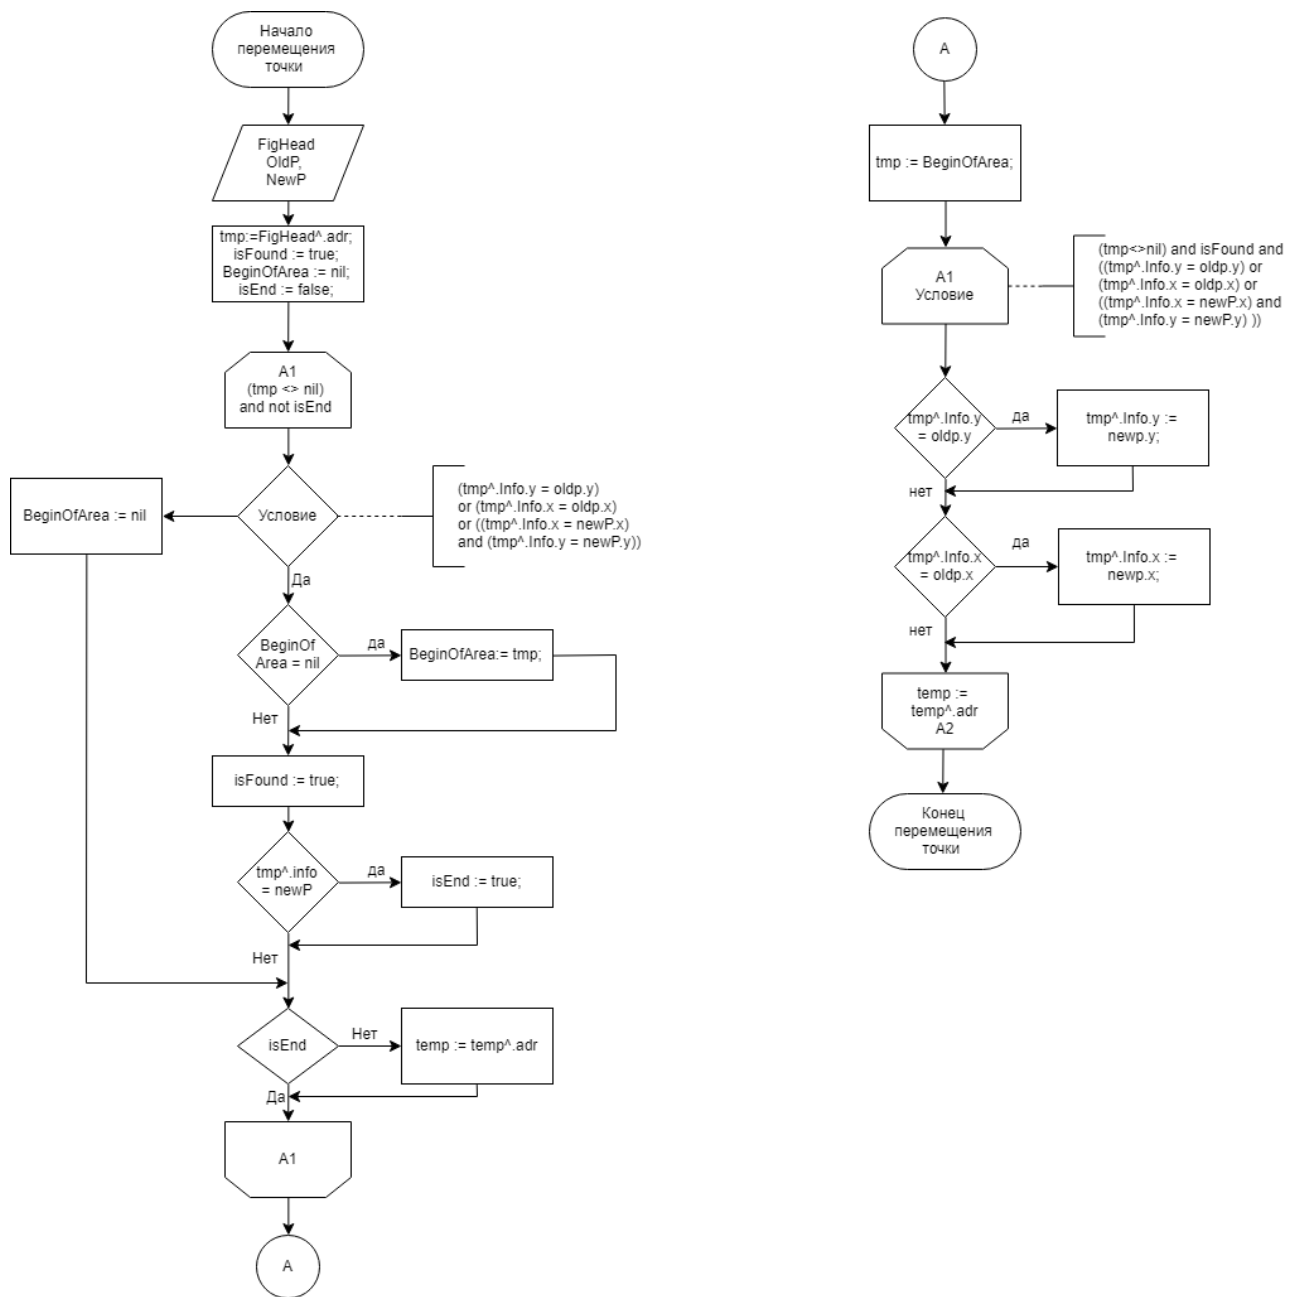 Начало
перемещения
точки
FigHead
OldP,
NewP
tmp:=FigHead^.adr;
isFound := true;
BeginOfArea := nil;
isEnd := false;
A1
(tmp <> nil)
and not isEnd
BeginOfArea := nil
Условие
(tmp^.Info.y = oldp.y)
or (tmp^.Info.x = oldp.x)
or ((tmp^.Info.x = newP.x)
and (tmp^.Info.y = newP.y))
Да
BeginOf
Area = nil
да
BeginOfArea:= tmp;
Нет
isFound := true;
tmp^.info
= newP
да
isEnd := true;
Нет
isEnd
Нет
temp := temp^.adr
Да
A1
A
A
tmp := BeginOfArea;
A1
Условие
(tmp<>nil) and isFound and
((tmp^.Info.y = oldp.y) or
(tmp^.Info.x = oldp.x) or
((tmp^.Info.x = newP.x) and
(tmp^.Info.y = newP.y) ))
tmp^.Info.y
= oldp.y
да
tmp^.Info.y :=
newp.y;
нет
tmp^.Info.x
= oldp.x
да
tmp^.Info.x :=
newp.x;
нет
temp :=
temp^.adr
A2
Конец
перемещения
точки